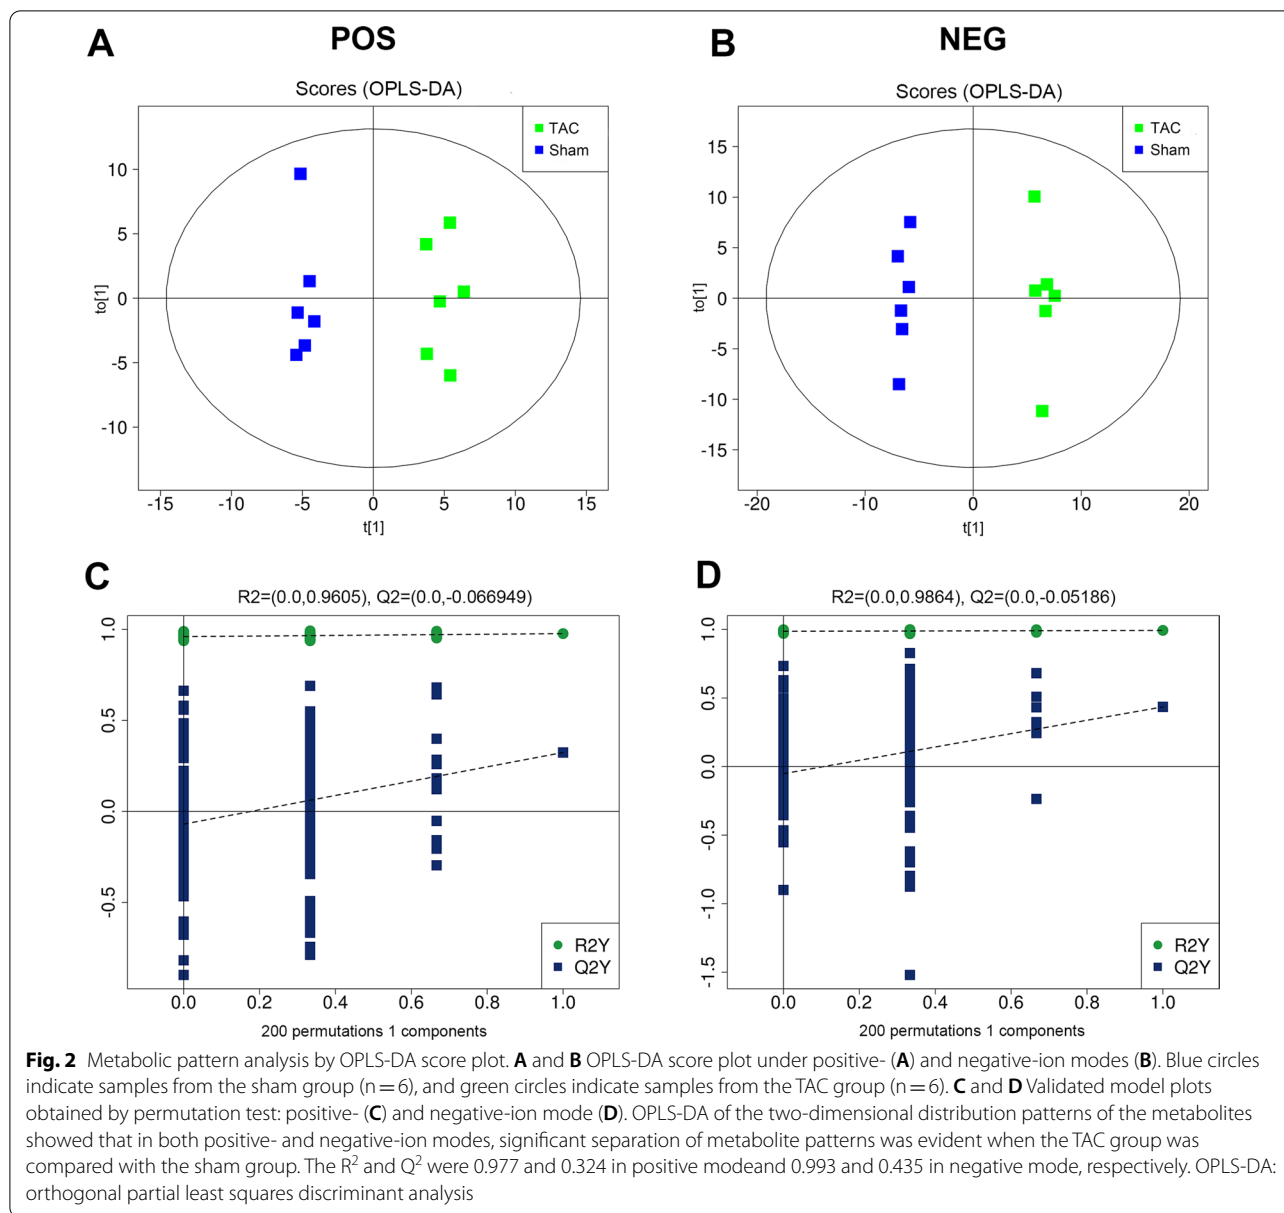 A
POS
Scores (OPLS-DA)
TAC
Sham
10
5
0
-5
-10
to[1]
-15
-10
-5
0
5
10
15
t[1]
B
NEG
Scores (OPLS-DA)
TAC
Sham
15
10
5
0
-5
-10
-15
to[1]
-20
-10
0
10
20
t[1]
C
R2=(0.0,0.9605), Q2=(0.0,-0.066949)
1.0
0.5
0.0
-0.5
R2Y
Q2Y
0.0
0.2
0.4
0.6
0.8
1.0
200 permutations 1 components
D
R2=(0.0,0.9864), Q2=(0.0,-0.05186)
1.0
0.5
0.0
-0.5
-1.0
-1.5
R2Y
Q2Y
0.0
0.2
0.4
0.6
0.8
1.0
200 permutations 1 components
Fig. 2 Metabolic pattern analysis by OPLS-DA score plot. A and B OPLS-DA score plot under positive- (A) and negative-ion modes (B). Blue circles
indicate samples from the sham group (n = 6), and green circles indicate samples from the TAC group (n = 6). C and D Validated model plots
obtained by permutation test: positive- (C) and negative-ion mode (D). OPLS-DA of the two-dimensional distribution patterns of the metabolites
showed that in both positive- and negative-ion modes, significant separation of metabolite patterns was evident when the TAC group was
compared with the sham group. The R² and Q² were 0.977 and 0.324 in positive modeand 0.993 and 0.435 in negative mode, respectively. OPLS-DA:
orthogonal partial least squares discriminant analysis